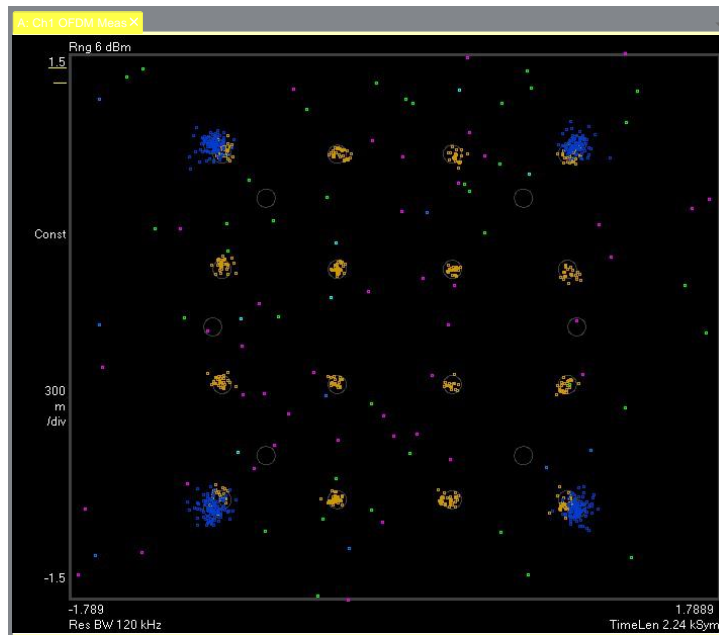 A: Ch1 OFDM Meas
Rng 6 dBm
1.5
Const
300
m
/div
-1.5
-1.789
1.7889
Res BW 120 kHz
TimeLen 2.24 kSym